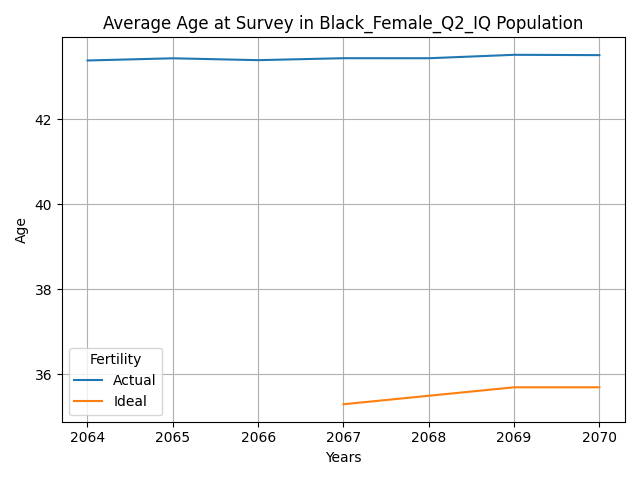 Average Age at Survey in Black_Female_Q2_IQ Population
Age
42
40
38
36
Fertility
Actual
Ideal
2064 2065 2066 2067 2068 2069 2070
Years